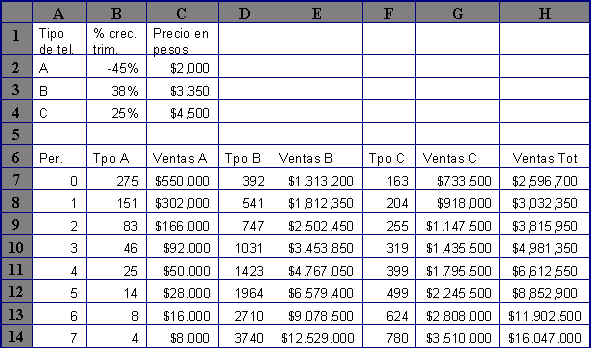 A B C D E F G H
1 Tipo % crec. Precio en
de tel. trim. pesos
2 A -45% $2,000
3 B 38% $3.350
4 C 25% $4,500
5
6 Per. Tpo A Ventas A Tpo B Ventas B Tpo C Ventas C Ventas Tot
7 0 275 $550.000 392 $1.313.200 163 $733.500 $2,596,700
8 1 151 $302,000 541 $1,812,350 204 $918,000 $3,032,350
9 2 83 $166.000 747 $2.502.450 255 $1.147.500 $3,815,950
10 3 46 $92.000 1031 $3.453.850 319 $1.435.500 $4,981,350
11 4 25 $50.000 1423 $4.767.050 399 $1.795.500 $6,612,550
12 5 14 $28.000 1964 $6.579.400 499 $2.245.500 $8,852,900
13 6 8 $16.000 2710 $9.078.500 624 $2.808.000 $11,902,500
14 7 4 $8.000 3740 $12.529.000 780 $3.510.000 $16.047.000